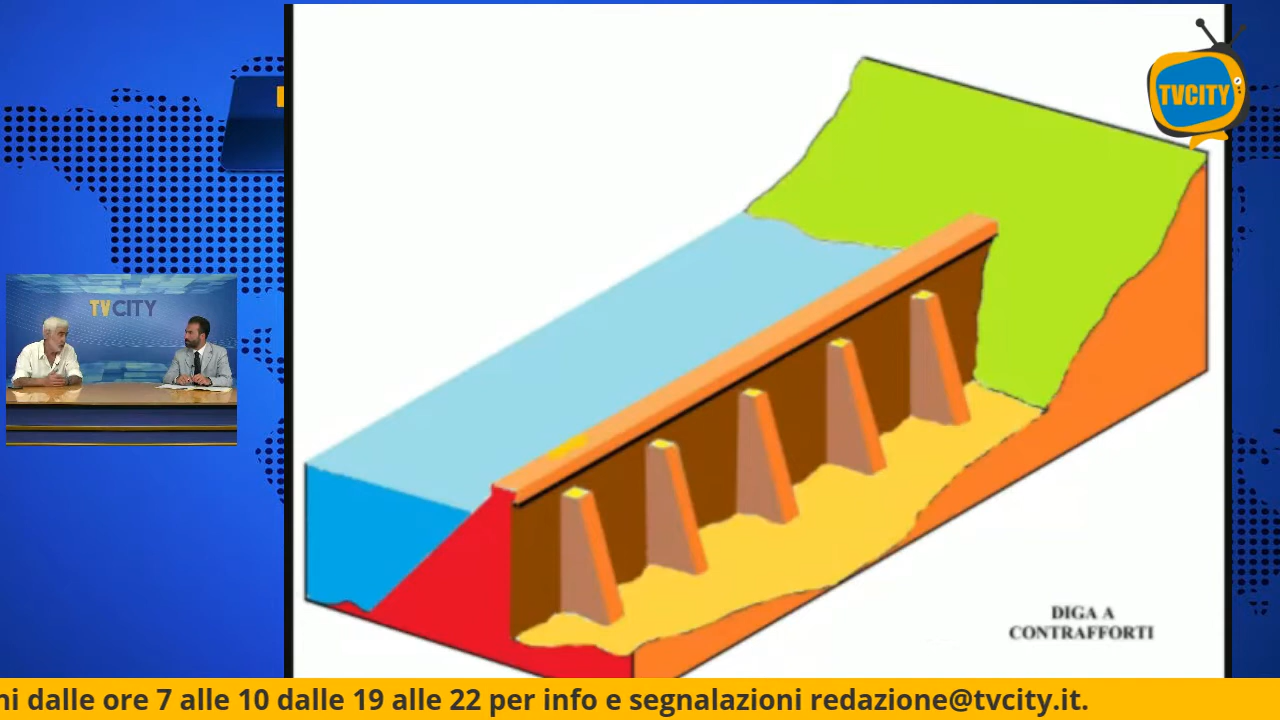 TVCITY
TVCITY
DIGA A
CONTRAFFORTI
ni dalle ore 7 alle 10 dalle 19 alle 22 per info e segnalazioni redazione@tvcity.it.